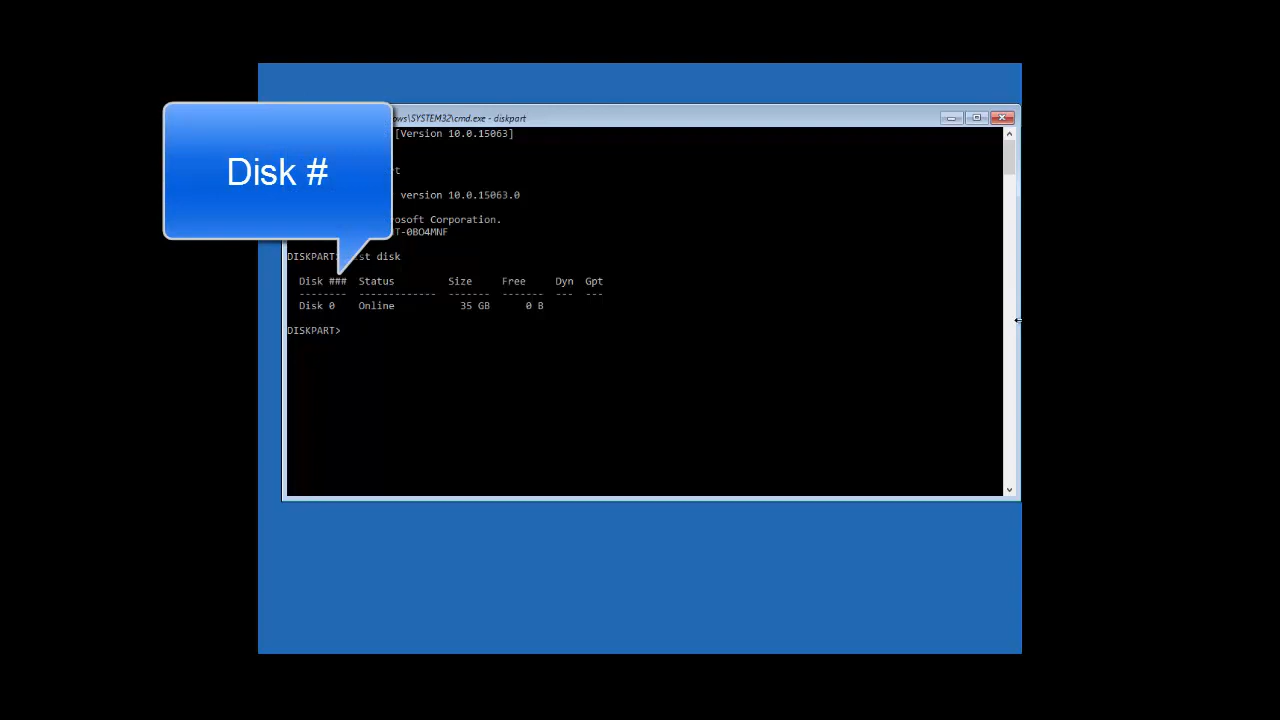 Disk #
ows\SYSTEM32\cmd.exe - diskpart
[Version 10.0.15063]
version 10.0.15063.0
osoft Corporation.
T-0BO4MNF
DISKPART> list disk
Disk ### Status Size Free Dyn Gpt
-------- ------------- ------- ------- --- ---
Disk 0 Online 35 GB 0 B
DISKPART>